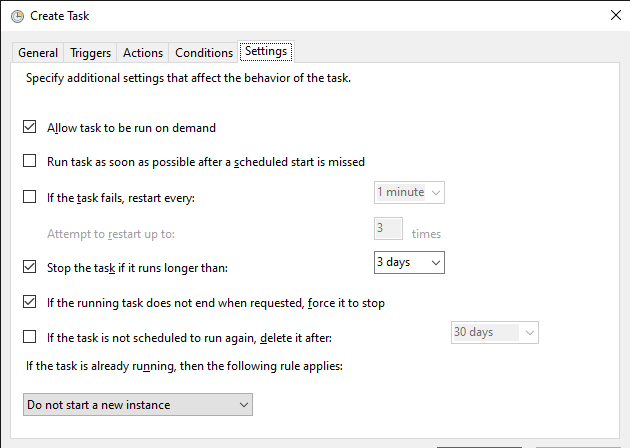 Create Task
General Triggers Actions Conditions Settings
Specify additional settings that affect the behavior of the task.
Allow task to be run on demand
Run task as soon as possible after a scheduled start is missed
If the task fails, restart every: 1 minute
Attempt to restart up to: 3 times
Stop the task if it runs longer than: 3 days
If the running task does not end when requested, force it to stop
If the task is not scheduled to run again, delete it after: 30 days
If the task is already running, then the following rule applies:
Do not start a new instance